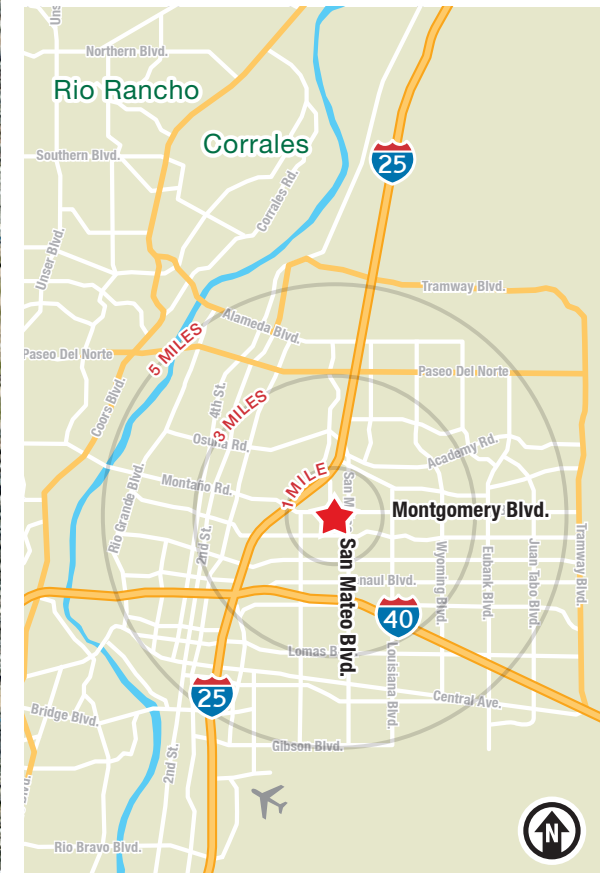 Northern Blvd.
Rio Rancho
Corrales
25
Southern Blvd.
Corrales Rd.
Unser Blvd.
Tramway Blvd.
Alameda Blvd.
5 MILES
Paseo Del Norte
Paseo Del Norte
Coors Blvd.
4th St.
3 MILES
Osuna Rd.
Academy Rd.
1 MILE
Montaño Rd.
San
Montgomery Blvd.
Rio Grande Blvd.
2nd St.
San Mateo Blvd.
Wyoming Blvd.
Eubank Blvd.
Juan Tabo Blvd.
Tramway Blvd.
Blvd.
40
Lomas
Louisiana Blvd.
25
Central Ave.
Bridge Blvd.
Gibson Blvd.
2nd St.
Blvd.
Rio Bravo Blvd.
N